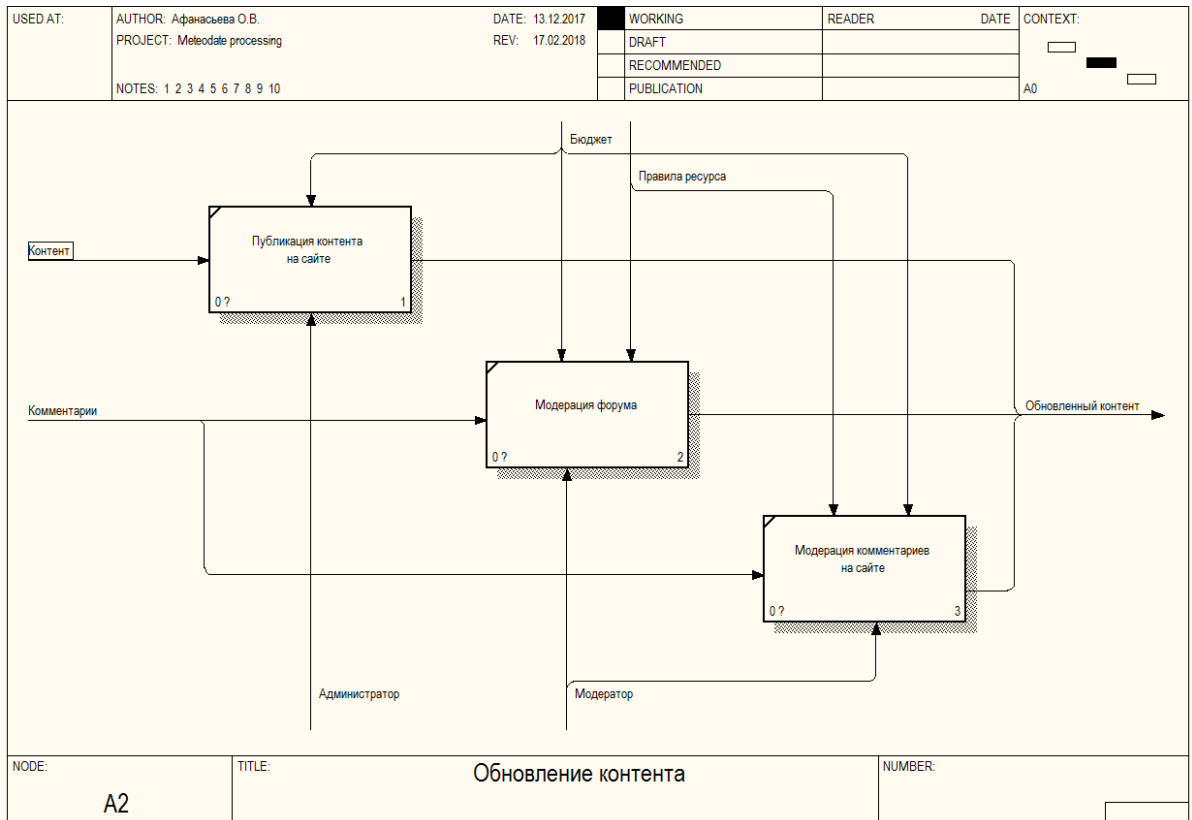 USED AT:
AUTHOR: Афанасьева О.В.
DATE: 13.12.2017
PROJECT: Meteodate processing
REV: 17.02.2018
NOTES: 1 2 3 4 5 6 7 8 9 10
WORKING
DRAFT
RECOMMENDED
PUBLICATION
READER
DATE
CONTEXT:
A0
Бюджет
Правила ресурса
Контент
Публикация контента
на сайте
0 ?
1
Комментарии
Модерация форума
0 ?
2
Обновленный контент
Модерация комментариев
на сайте
0 ?
3
Администратор
Модератор
NODE:
A2
TITLE:
Обновление контента
NUMBER: